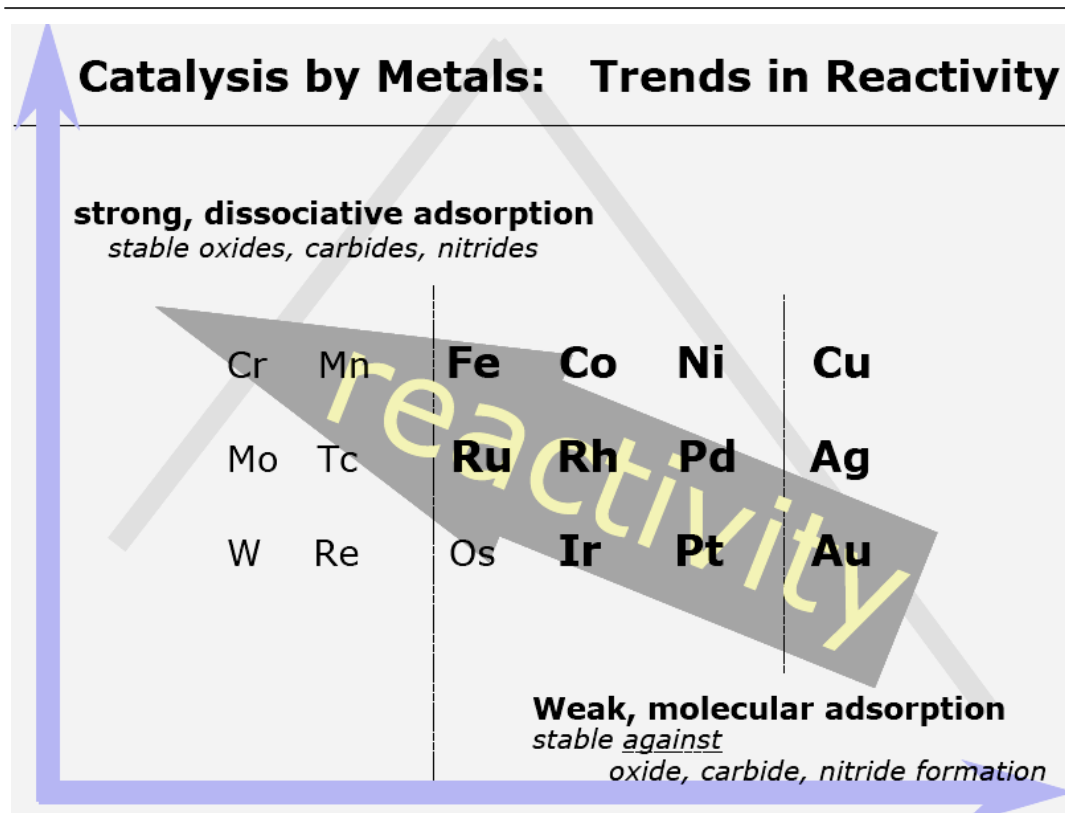 Catalysis by Metals: Trends in Reactivity
strong, dissociative adsorption
stable oxides, carbides, nitrides
Cr Mn Fe Co Ni Cu
reactivity
Mo Tc Ru Rh Pd Ag
W Re Os Ir Pt Au
Weak, molecular adsorption
stable against
oxide, carbide, nitride formation